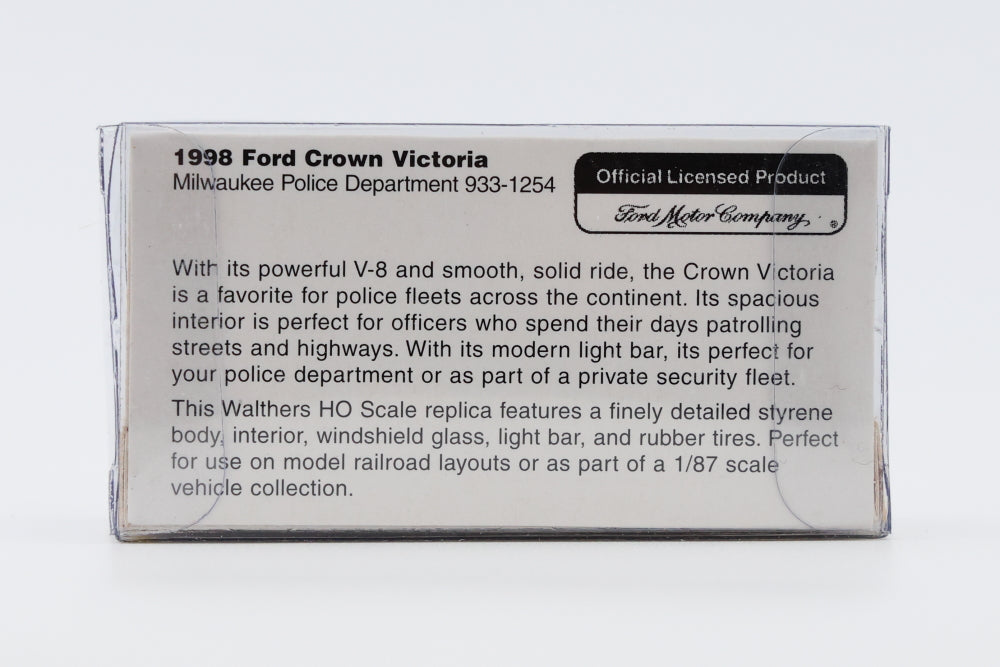 1998 Ford Crown Victoria
Milwaukee Police Department 933-1254
Official Licensed Product
Ford Motor Company ®
With its powerful V-8 and smooth, solid ride, the Crown Victoria
is a favorite for police fleets across the continent. Its spacious
interior is perfect for officers who spend their days patrolling
streets and highways. With its modern light bar, its perfect for
your police department or as part of a private security fleet.
This Walthers HO Scale replica features a finely detailed styrene
body, interior, windshield glass, light bar, and rubber tires. Perfect
for use on model railroad layouts or as part of a 1/87 scale
vehicle collection.